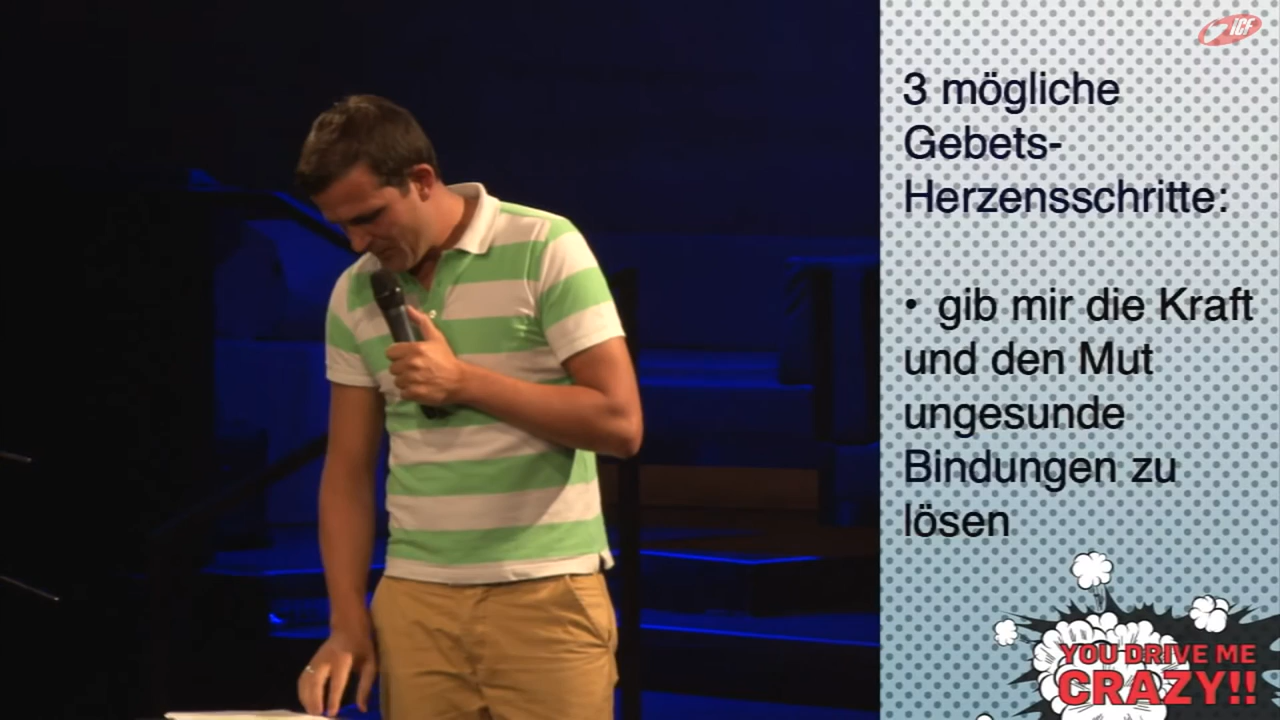 iCF
3 mögliche
Gebets-
Herzensschritte:
• gib mir die Kraft
und den Mut
ungesunde
Bindungen zu
lösen
YOU DRIVE ME
CRAZY!!